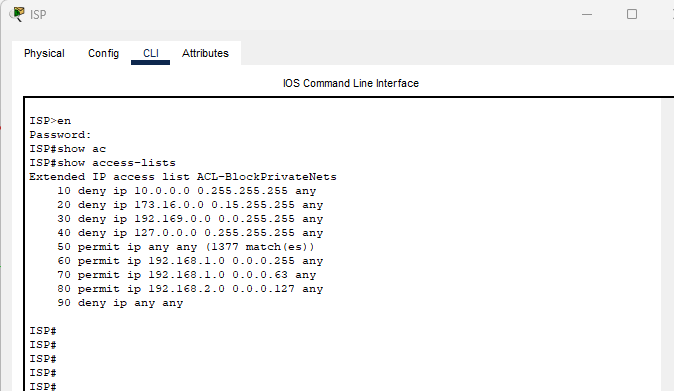 ISP
Physical Config CLI Attributes
IOS Command Line Interface
ISP>en
Password:
ISP#show ac
ISP#show access-lists
Extended IP access list ACL-BlockPrivateNets
10 deny ip 10.0.0.0 0.255.255.255 any
20 deny ip 173.16.0.0 0.15.255.255 any
30 deny ip 192.169.0.0 0.0.255.255 any
40 deny ip 127.0.0.0 0.255.255.255 any
50 permit ip any any (1377 match(es))
60 permit ip 192.168.1.0 0.0.0.255 any
70 permit ip 192.168.1.0 0.0.0.63 any
80 permit ip 192.168.2.0 0.0.0.127 any
90 deny ip any any
ISP#
ISP#
ISP#
ISP#
ISP#